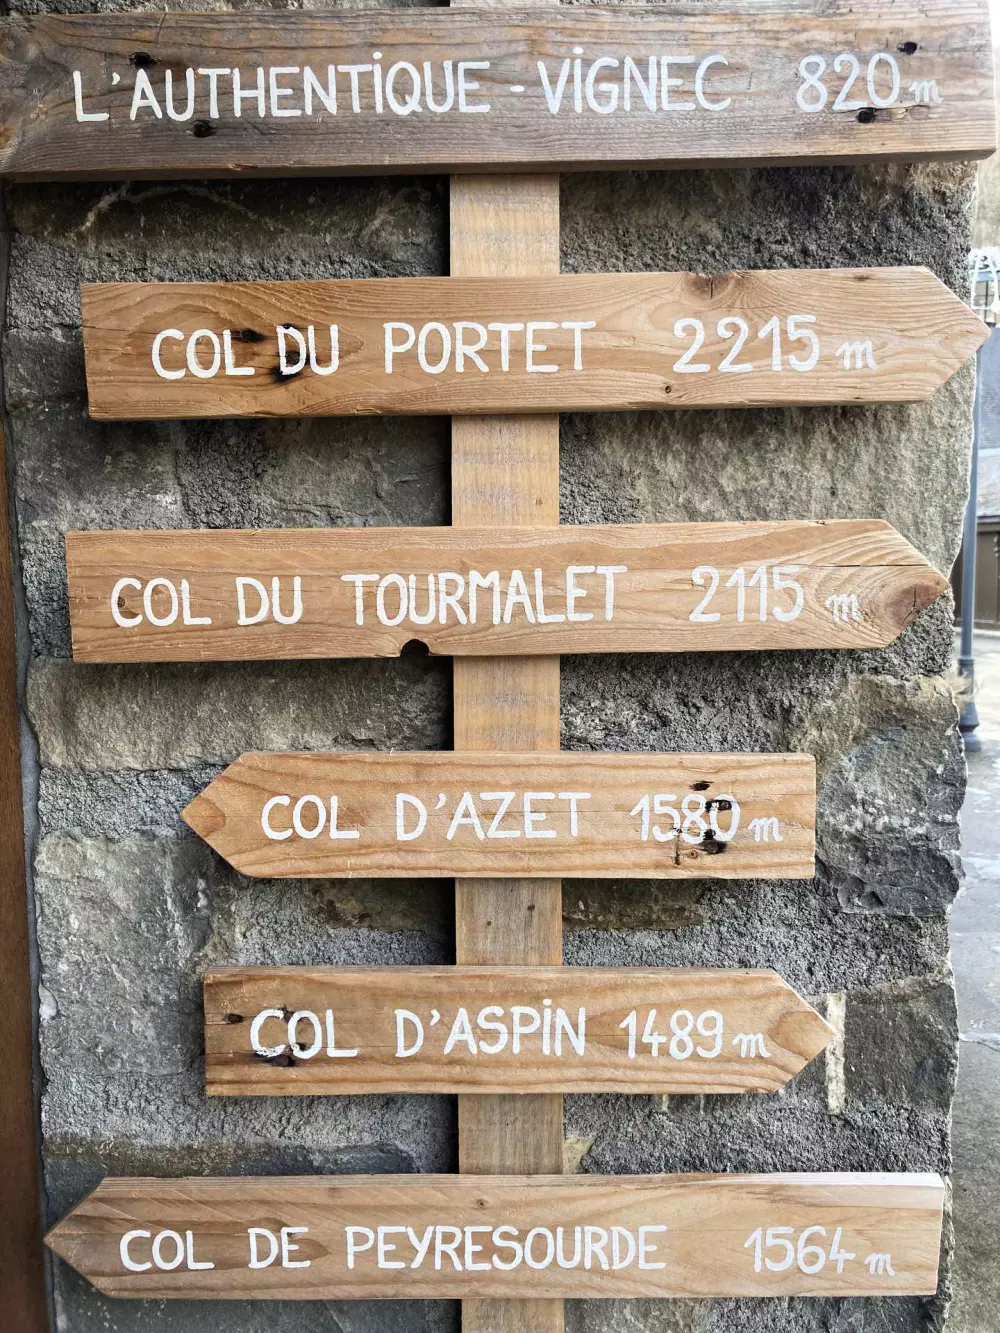 L'AUTHENTIQUE - VIGNEC 820 m
COL DU PORTET 2215 m
COL DU TOURMALET 2115 m
COL D'AZET 1580 m
COL D'ASPIN 1489 m
COL DE PEYRESOURDE 1564 m